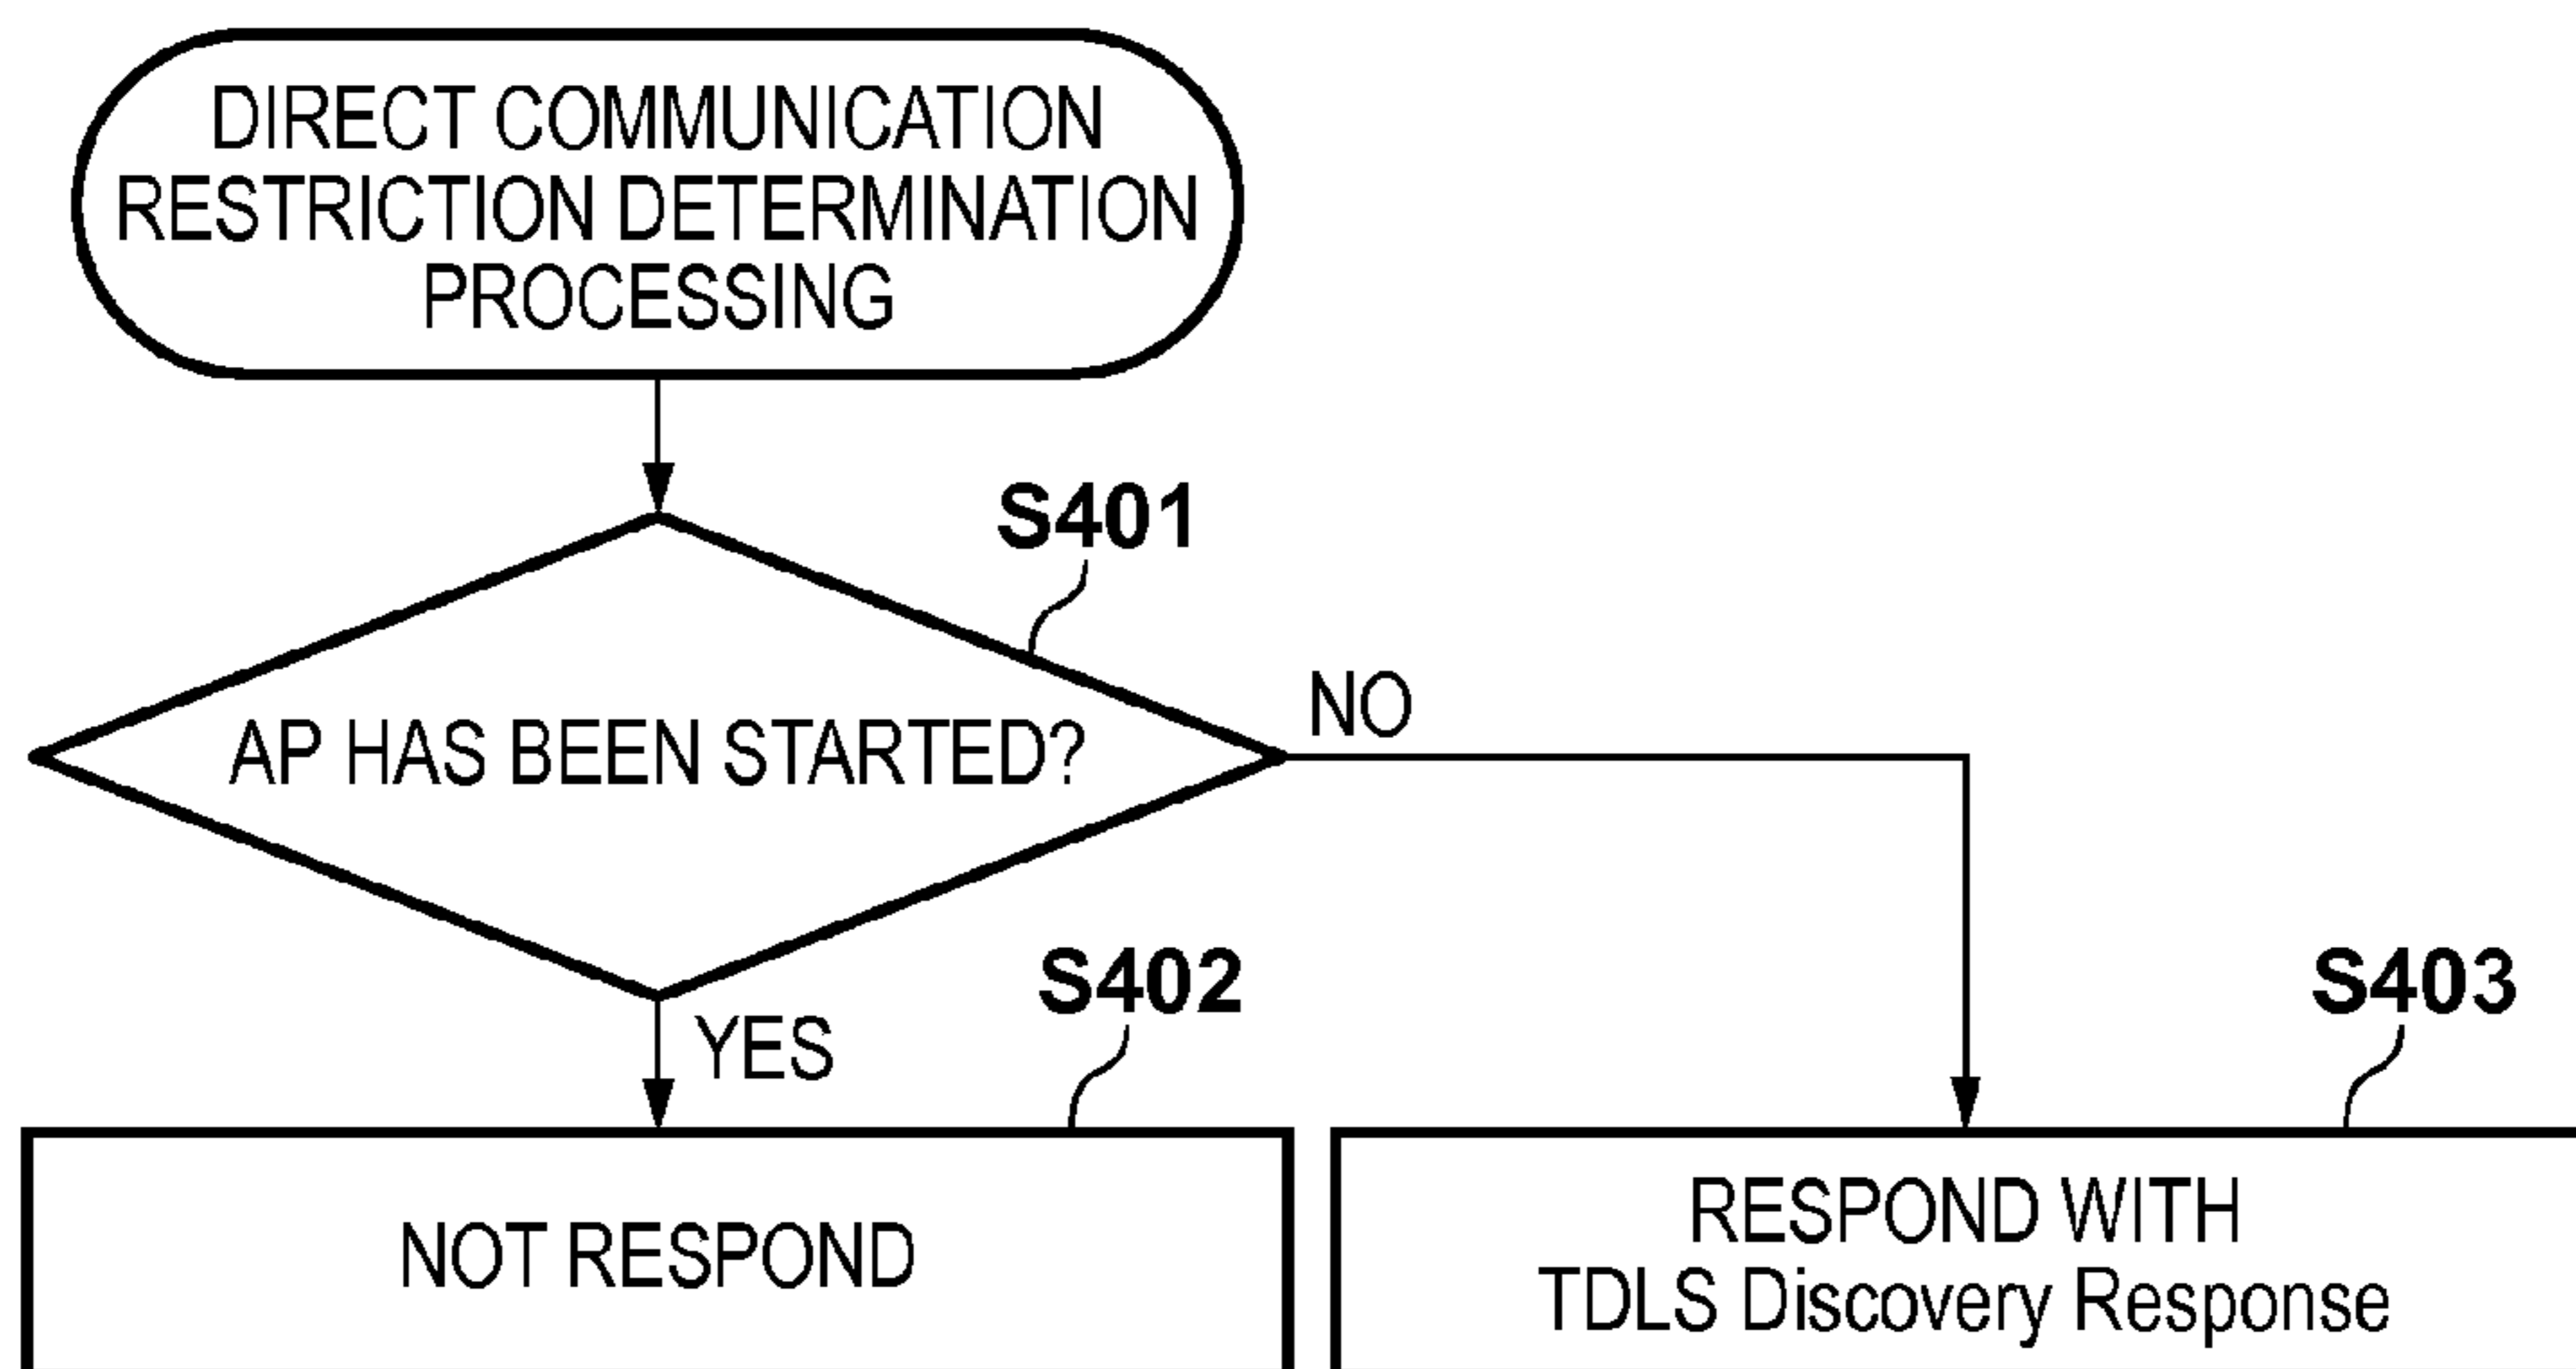 DIRECT COMMUNICATION
RESTRICTION DETERMINATION
PROCESSING
S401
AP HAS BEEN STARTED?
NO
YES
S402
S403
NOT RESPOND
RESPOND WITH
TDLS Discovery Response